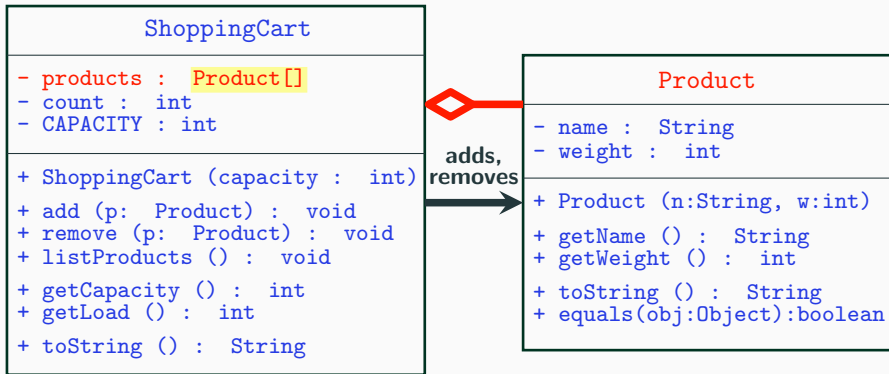 ShoppingCart
- products : Product[]
- count : int
- CAPACITY : int
+ ShoppingCart (capacity : int)
+ add (p: Product) : void
+ remove (p: Product) : void
+ listProducts () : void
+ getCapacity () : int
+ getLoad () : int
+ toString () : String
adds,
removes
Product
- name : String
- weight : int
+ Product (n:String, w:int)
+ getName () : String
+ getWeight () : int
+ toString () : String
+ equals(obj:Object):boolean